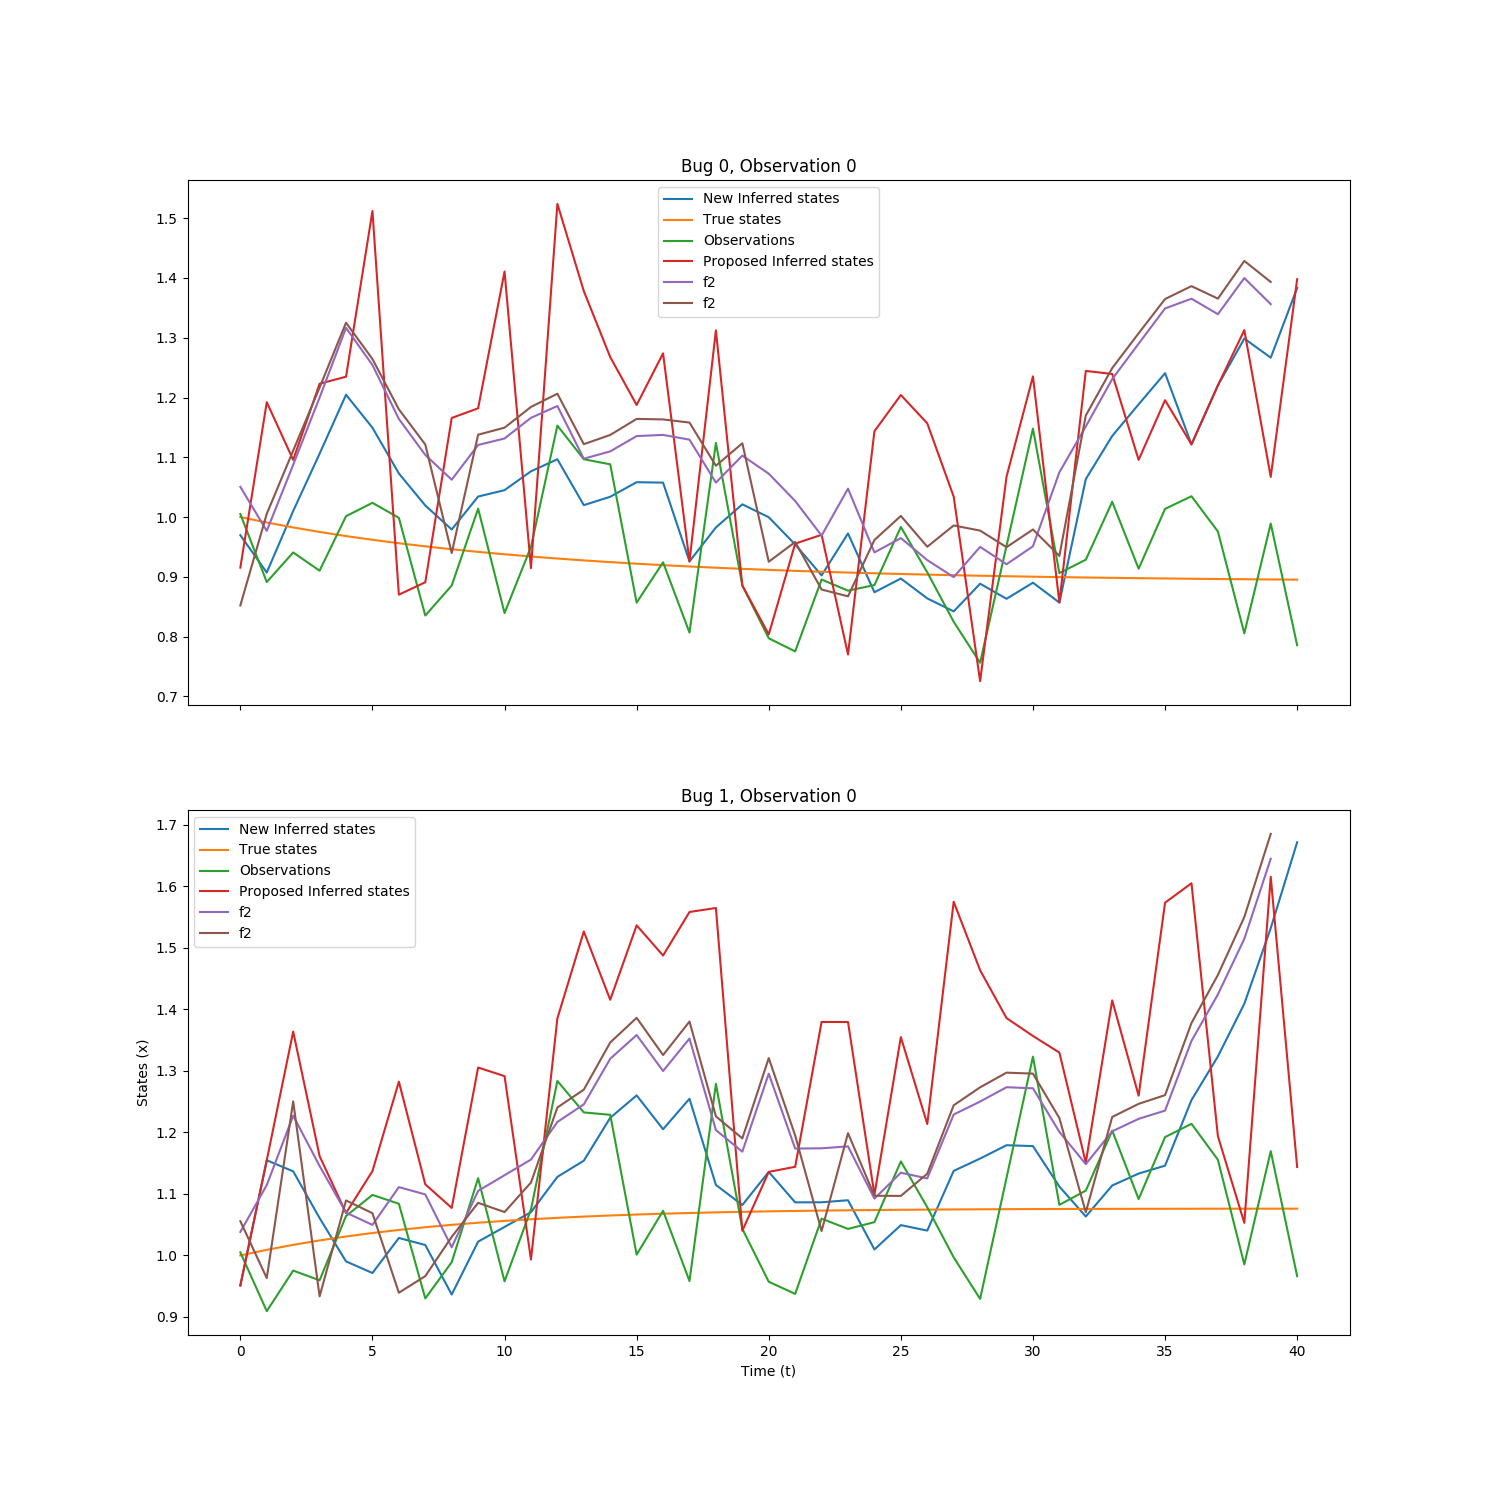 Bug 0, Observation 0
New Inferred states
True states
Observations
Proposed Inferred states
f2
f2
1.5
1.4
1.3
1.2
1.1
1.0
0.9
0.8
0.7
Bug 1, Observation 0
New Inferred states
True states
Observations
Proposed Inferred states
f2
f2
1.7
1.6
1.5
1.4
1.3
1.2
1.1
1.0
0.9
States (x)
0 5 10 15 20 25 30 35 40
Time (t)